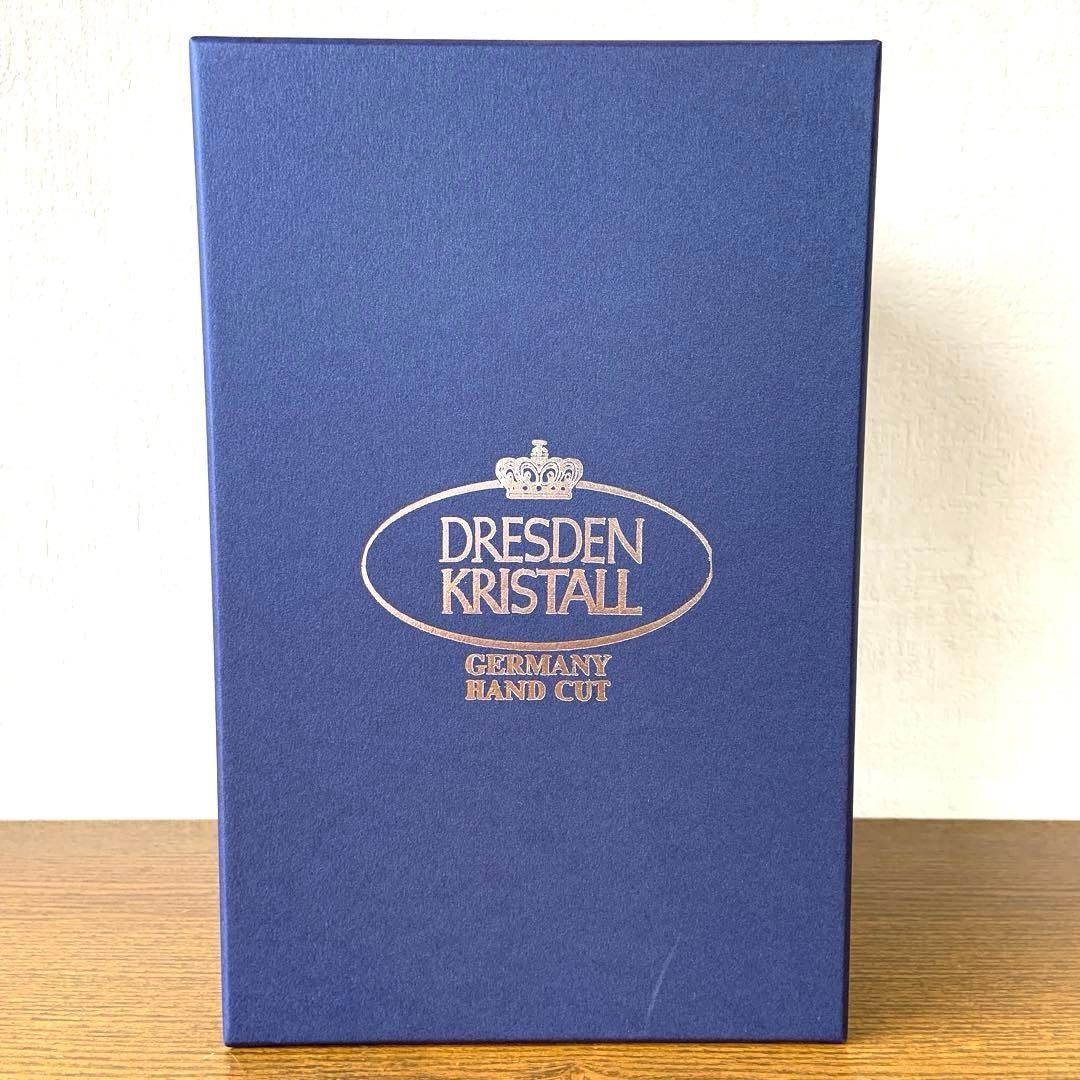 DRESDEN
KRISTALL
GERMANY
HAND CUT